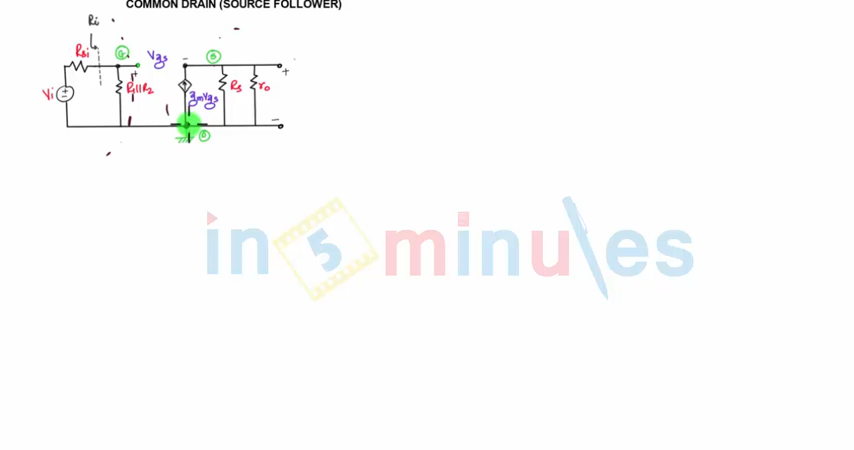 COMMON DRAIN (SOURCE FOLLOWER)
Ri
Rsi
G
Vgs
S
+
-
+
Vi
R1||R2
gmVgs
Rs
ro
-
D
in 5 minutes